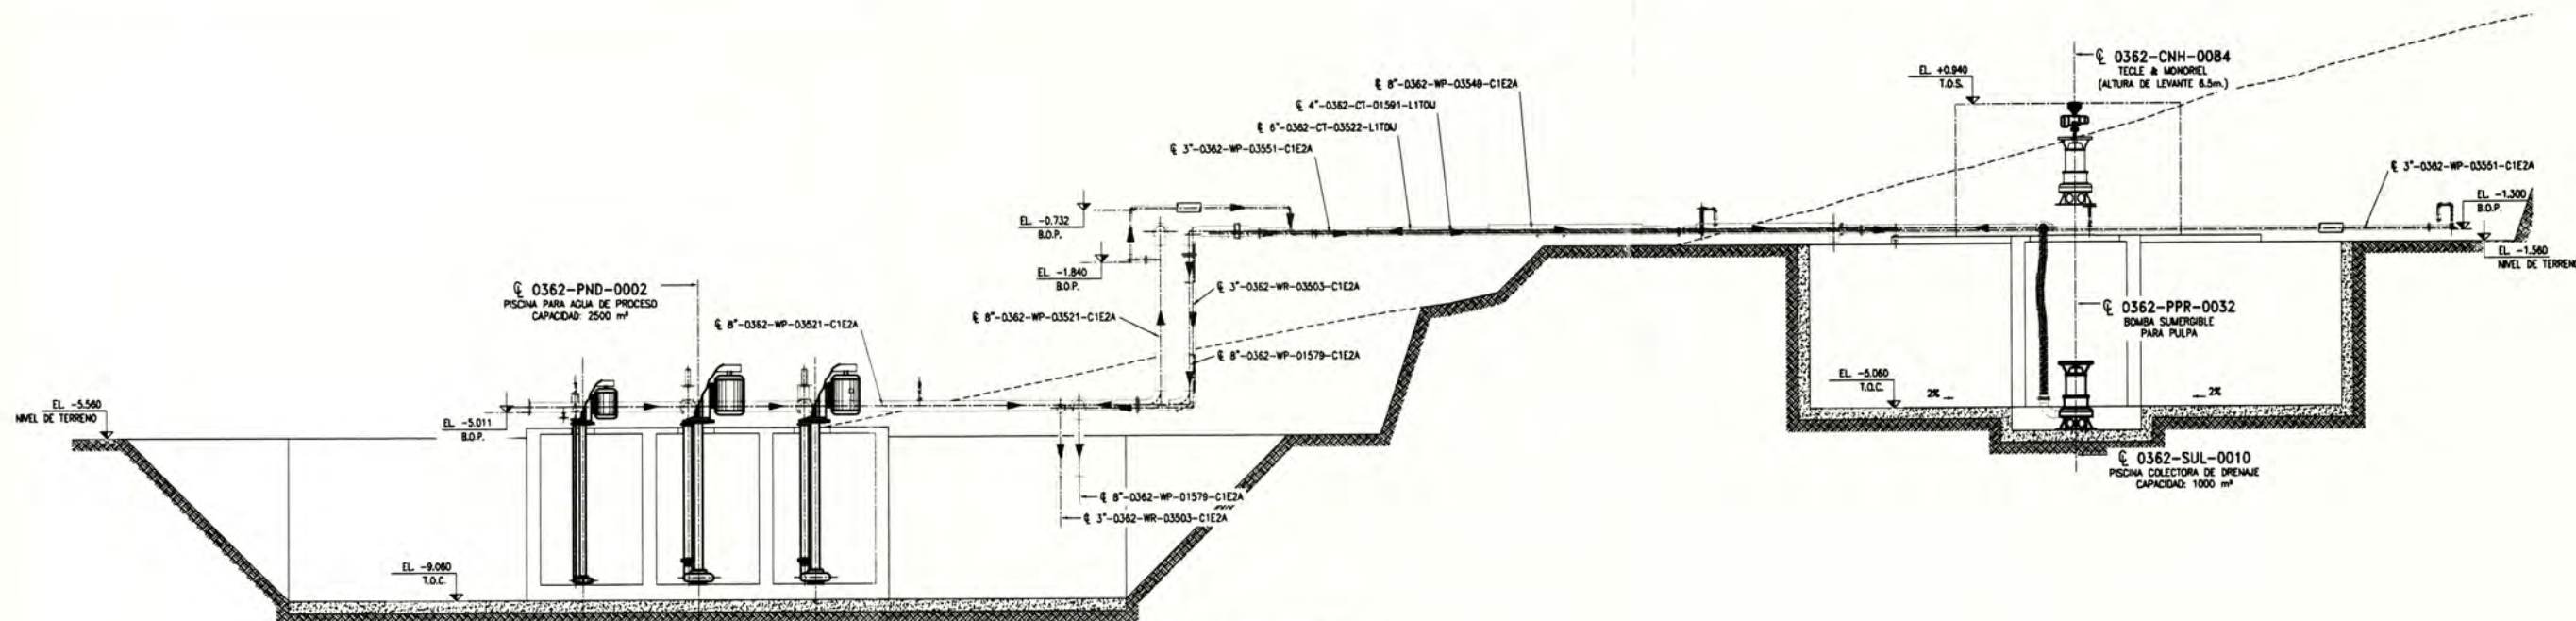 ℄ 0362-CNH-00B4
TECLE & MONORIEL
(ALTURA DE LEVANTE 6.5m.)
EL. +0.940
T.O.S.
℄ 8"-0362-WP-03549-C1E2A
℄ 4"-0362-CT-01591-L1T0IJ
℄ 6"-0362-CT-03522-L1T0IJ
℄ 3"-0362-WP-03551-C1E2A
℄ 3"-0362-WP-03551-C1E2A
EL. -1.300
B.O.P.
EL. -0.732
B.O.P.
EL. -1.560
NIVEL DE TERRENO
EL. -1.840
B.O.P.
℄ 0362-PND-0002
PISCINA PARA AGUA DE PROCESO
CAPACIDAD: 2500 m³
℄ 3"-0362-WR-03503-C1E2A
℄ 0362-PPR-0032
BOMBA SUMERGIBLE
PARA PULPA
℄ 8"-0362-WP-03521-C1E2A
℄ 8"-0362-WP-03521-C1E2A
℄ 8"-0362-WP-01579-C1E2A
EL. -5.060
T.O.C.
2%
2%
EL. -5.560
NIVEL DE TERRENO
EL. -5.011
B.O.P.
℄ 0362-SUL-0010
PISCINA COLECTORA DE DRENAJE
CAPACIDAD: 1000 m³
℄ 8"-0362-WP-01579-C1E2A
℄ 3"-0362-WR-03503-C1E2A
EL. -9.060
T.O.C.